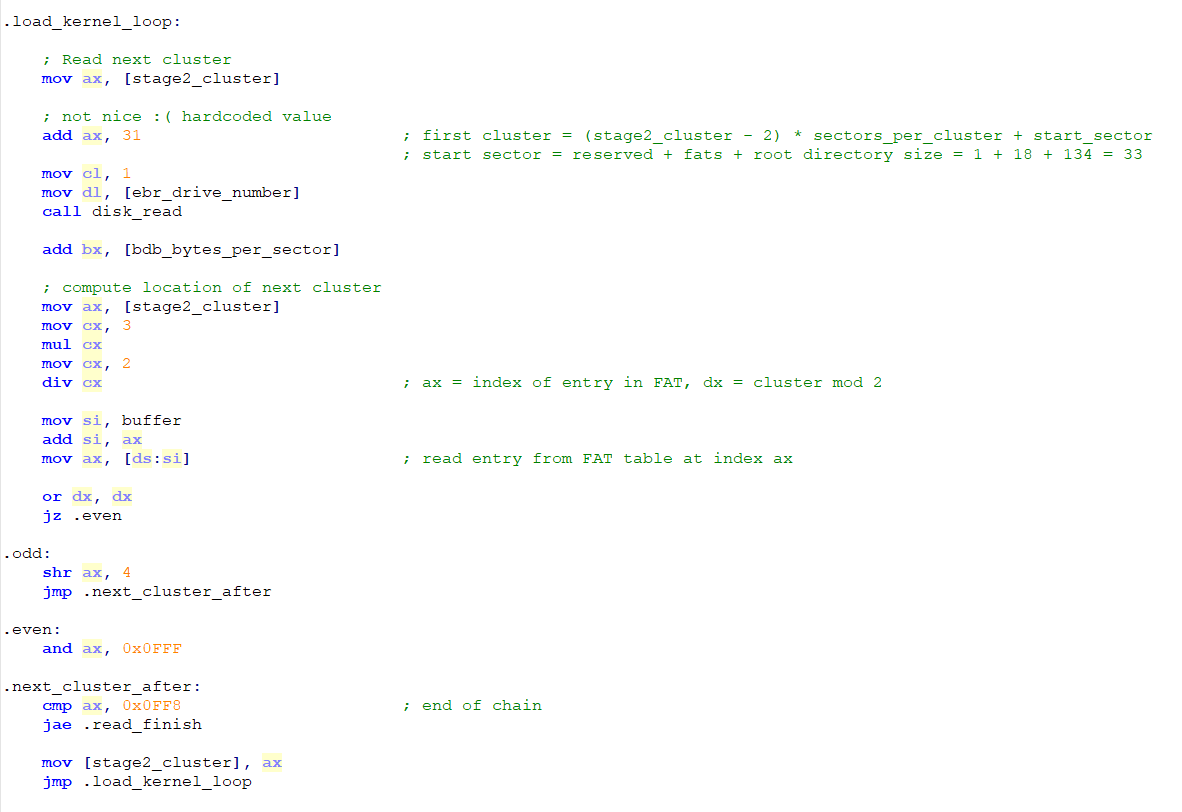 .load_kernel_loop:
; Read next cluster
mov ax, [stage2_cluster]
; not nice :( hardcoded value
add ax, 31 ; first cluster = (stage2_cluster - 2) * sectors_per_cluster + start_sector
; start sector = reserved + fats + root directory size = 1 + 18 + 134 = 33
mov cl, 1
mov dl, [ebr_drive_number]
call disk_read
add bx, [bdb_bytes_per_sector]
; compute location of next cluster
mov ax, [stage2_cluster]
mov cx, 3
mul cx
mov cx, 2
div cx ; ax = index of entry in FAT, dx = cluster mod 2
mov si, buffer
add si, ax
mov ax, [ds:si] ; read entry from FAT table at index ax
or dx, dx
jz .even
.odd:
shr ax, 4
jmp .next_cluster_after
.even:
and ax, 0x0FFF
.next_cluster_after:
cmp ax, 0x0FF8 ; end of chain
jae .read_finish
mov [stage2_cluster], ax
jmp .load_kernel_loop